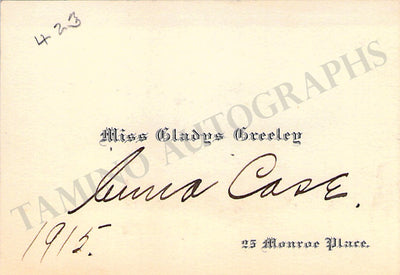 423
Miss Gladys Greeley
TAMINO AUTOGRAPHS
Anna Case.
1915.
25 Monroe Place.